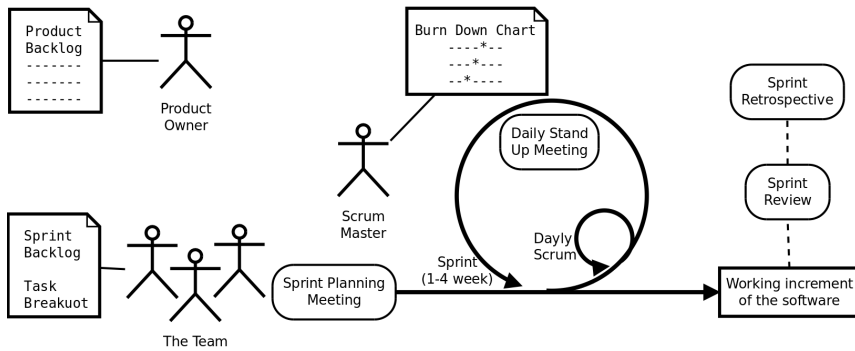 Product
Backlog
-------
-------
-------
Product
Owner
Burn Down Chart
----*--
---*---
--*----
Scrum
Master
Daily Stand
Up Meeting
Dayly
Scrum
Sprint
(1-4 week)
Sprint
Retrospective
Sprint
Review
Sprint
Backlog
Task
Breakuot
The Team
Sprint Planning
Meeting
Working increment
of the software